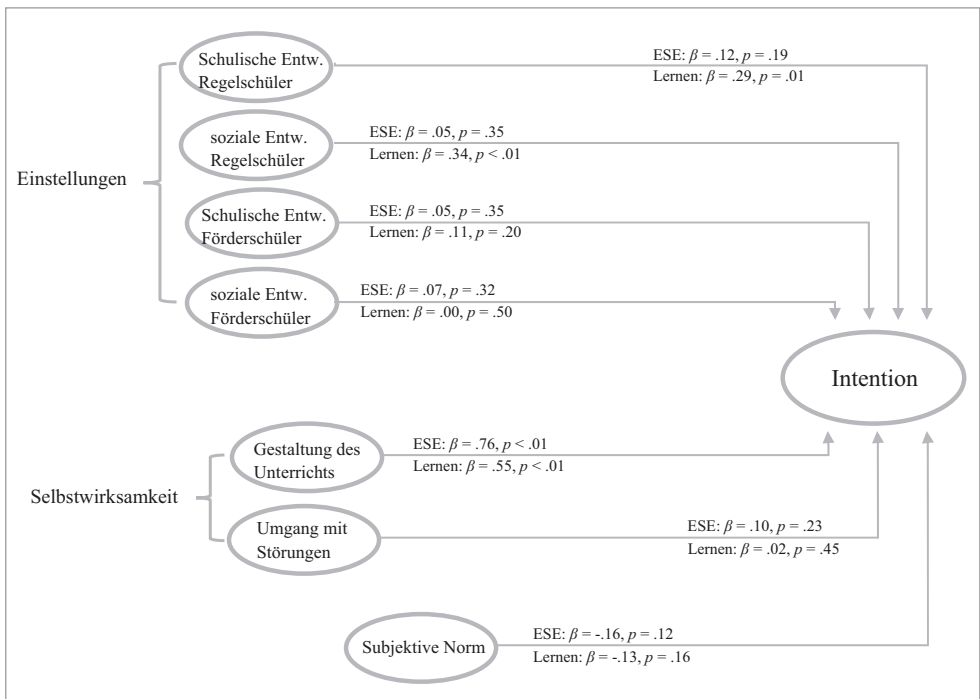 Schulische Entw.
Regelschüler
ESE: β = .12, p = .19
Lernen: β = .29, p = .01
soziale Entw.
Regelschüler
ESE: β = .05, p = .35
Lernen: β = .34, p < .01
Einstellungen
Schulische Entw.
Förderschüler
ESE: β = .05, p = .35
Lernen: β = .11, p = .20
soziale Entw.
Förderschüler
ESE: β = .07, p = .32
Lernen: β = .00, p = .50
Intention
Gestaltung des
Unterrichts
ESE: β = .76, p < .01
Lernen: β = .55, p < .01
Selbstwirksamkeit
Umgang mit
Störungen
ESE: β = .10, p = .23
Lernen: β = .02, p = .45
Subjektive Norm
ESE: β = -.16, p = .12
Lernen: β = -.13, p = .16